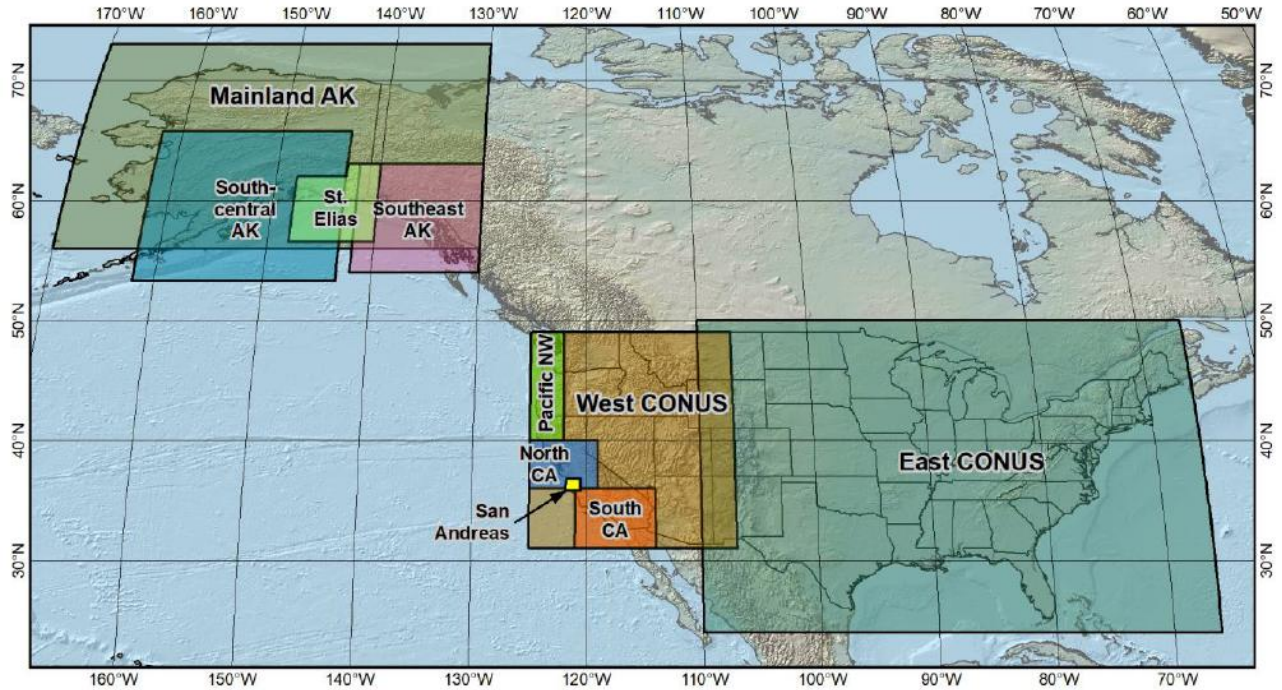 170°W 160°W 150°W 140°W 130°W 120°W 110°W 100°W 90°W 80°W 70°W 60°W 50°W
70°N 70°N
Mainland AK
South-
central
AK
St.
Elias
Southeast
AK
60°N 60°N
50°N 50°N
Pacific NW
West CONUS
40°N 40°N
North
CA
East CONUS
San
Andreas
South
CA
30°N 30°N
160°W 150°W 140°W 130°W 120°W 110°W 100°W 90°W 80°W 70°W